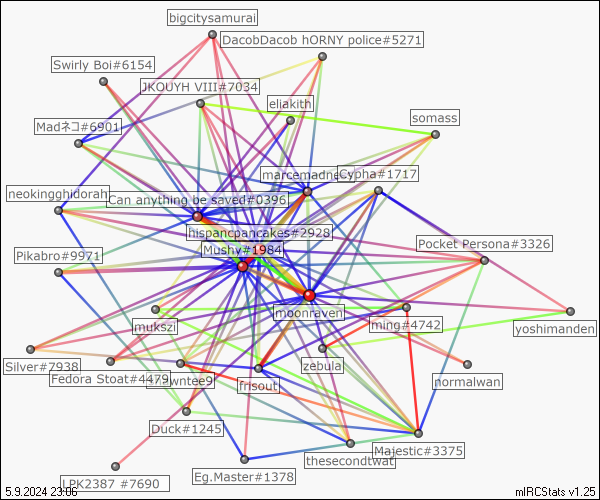 bigcitysamurai
DacobDacob hORNY police#5271
Swirly Boi#6154
JKOUYH VIII#7034
eliakith
somass
Madネコ#6901
marcemadne
Cypha#1717
neokingghidorah
Can anything be saved#0396
hispanicpancakes#2928
Pocket Persona#3326
Mushy#1984
Pikabro#9971
moonraven
mukszi
ming#4742
yoshimanden
Silver#7938
zebula
normalwan
Fedora Stoat#4479
wntee9
frisout
Duck#1245
Majestic#3375
thesecondtwat
Eg.Master#1378
LPK2387 #7690
5.9.2024 23:06
mIRCStats v1.25